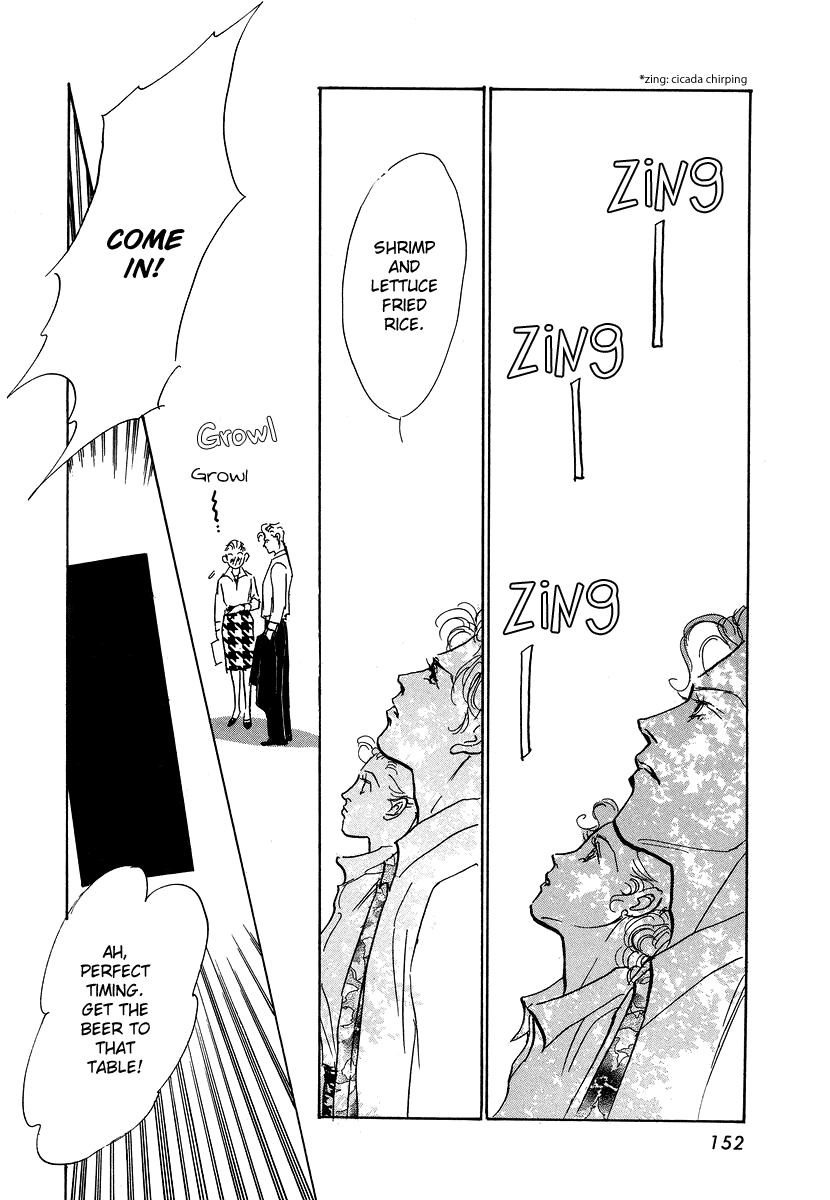 *zing: cicada chirping
ZiNg
ZiNg
ZiNg
SHRIMP
AND
LETTUCE
FRIED
RICE.
Growl
Growl
COME
IN!
AH,
PERFECT
TIMING.
GET THE
BEER TO
THAT
TABLE!
152